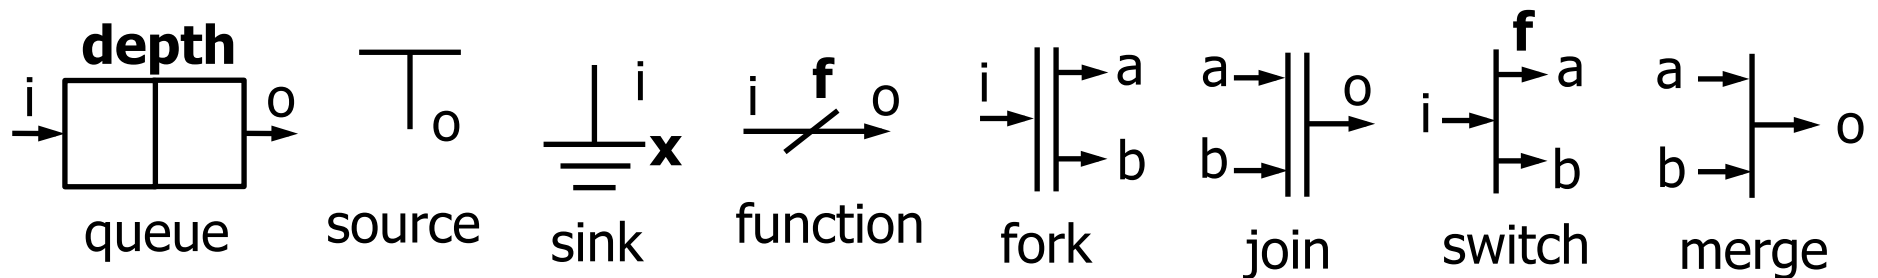 depth
i
o
queue
o
source
i
x
sink
i
f
o
function
i
a
b
fork
a
b
o
join
f
i
a
b
switch
a
b
o
merge